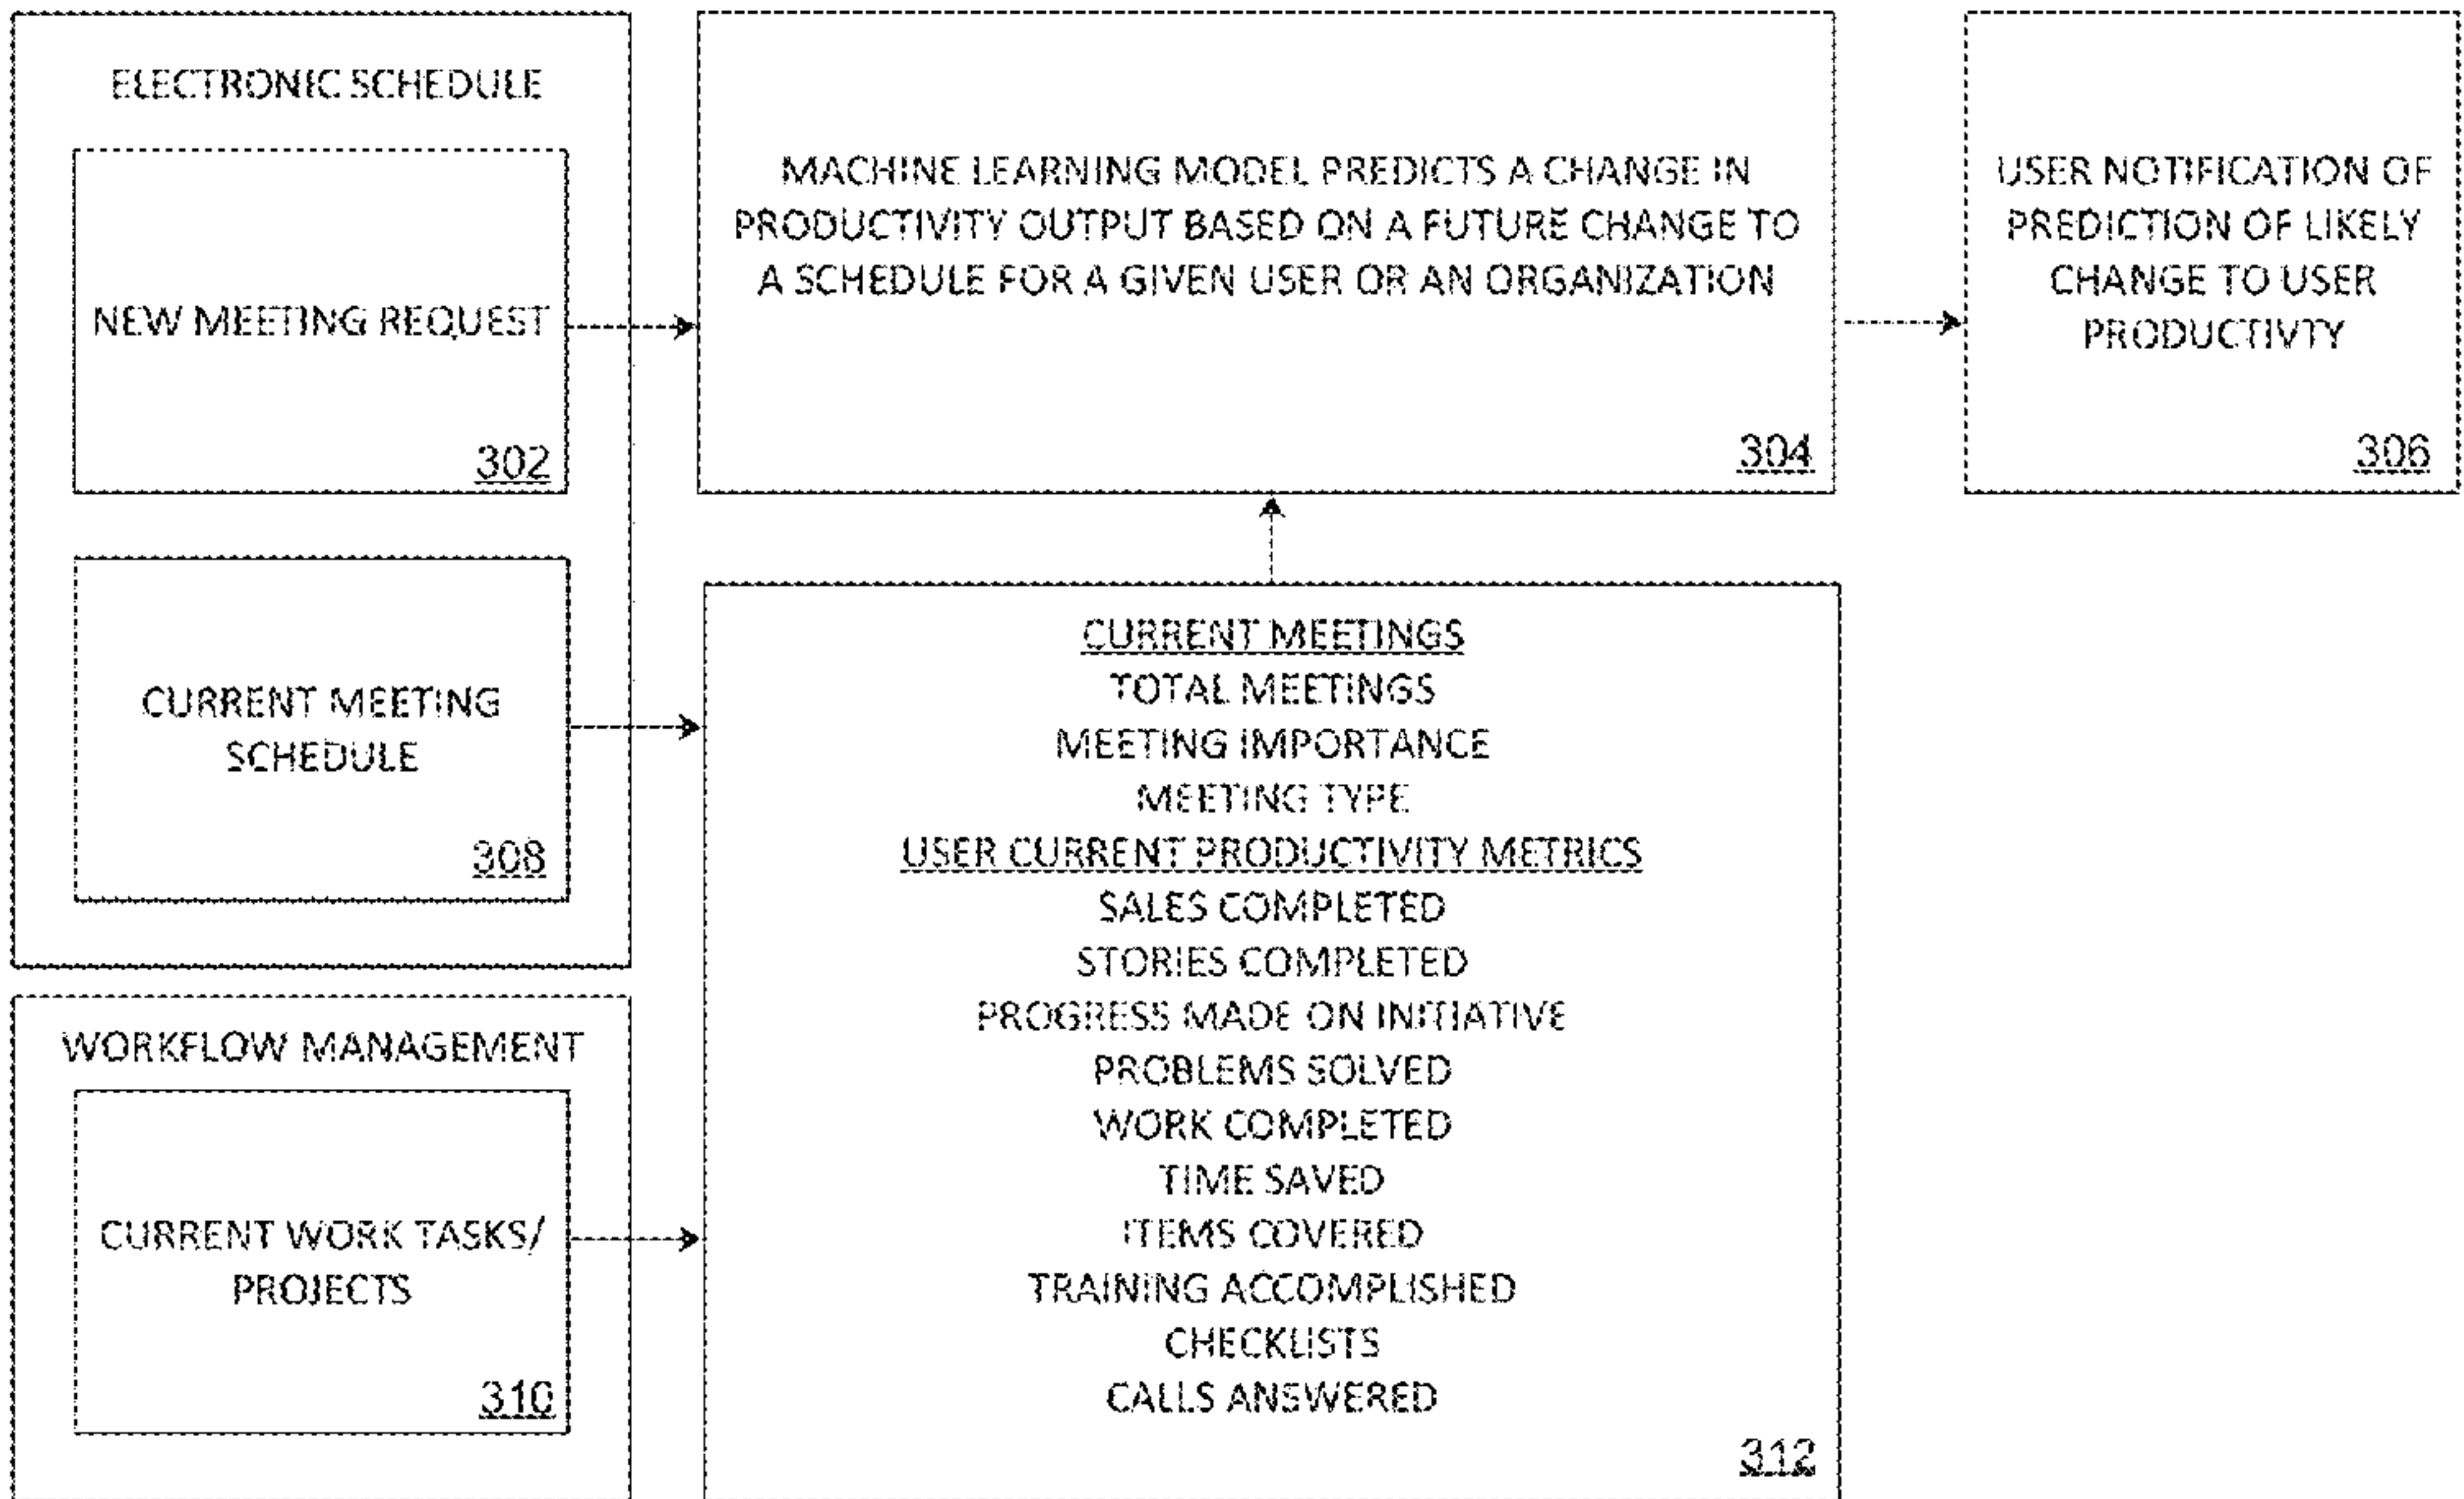 ELECTRONIC SCHEDULE
NEW MEETING REQUEST
302
MACHINE LEARNING MODEL PREDICTS A CHANGE IN
PRODUCTIVITY OUTPUT BASED ON A FUTURE CHANGE TO
A SCHEDULE FOR A GIVEN USER OR AN ORGANIZATION
304
USER NOTIFICATION OF
PREDICTION OF LIKELY
CHANGE TO USER
PRODUCTIVTY
306
CURRENT MEETING
SCHEDULE
308
WORKFLOW MANAGEMENT
CURRENT WORK TASKS/
PROJECTS
310
CURRENT MEETINGS
TOTAL MEETINGS
MEETING IMPORTANCE
MEETING TYPE
USER CURRENT PRODUCTIVITY METRICS
SALES COMPLETED
STORIES COMPLETED
PROGRESS MADE ON INITIATIVE
PROBLEMS SOLVED
WORK COMPLETED
TIME SAVED
ITEMS COVERED
TRAINING ACCOMPLISHED
CHECKLISTS
CALLS ANSWERED
312